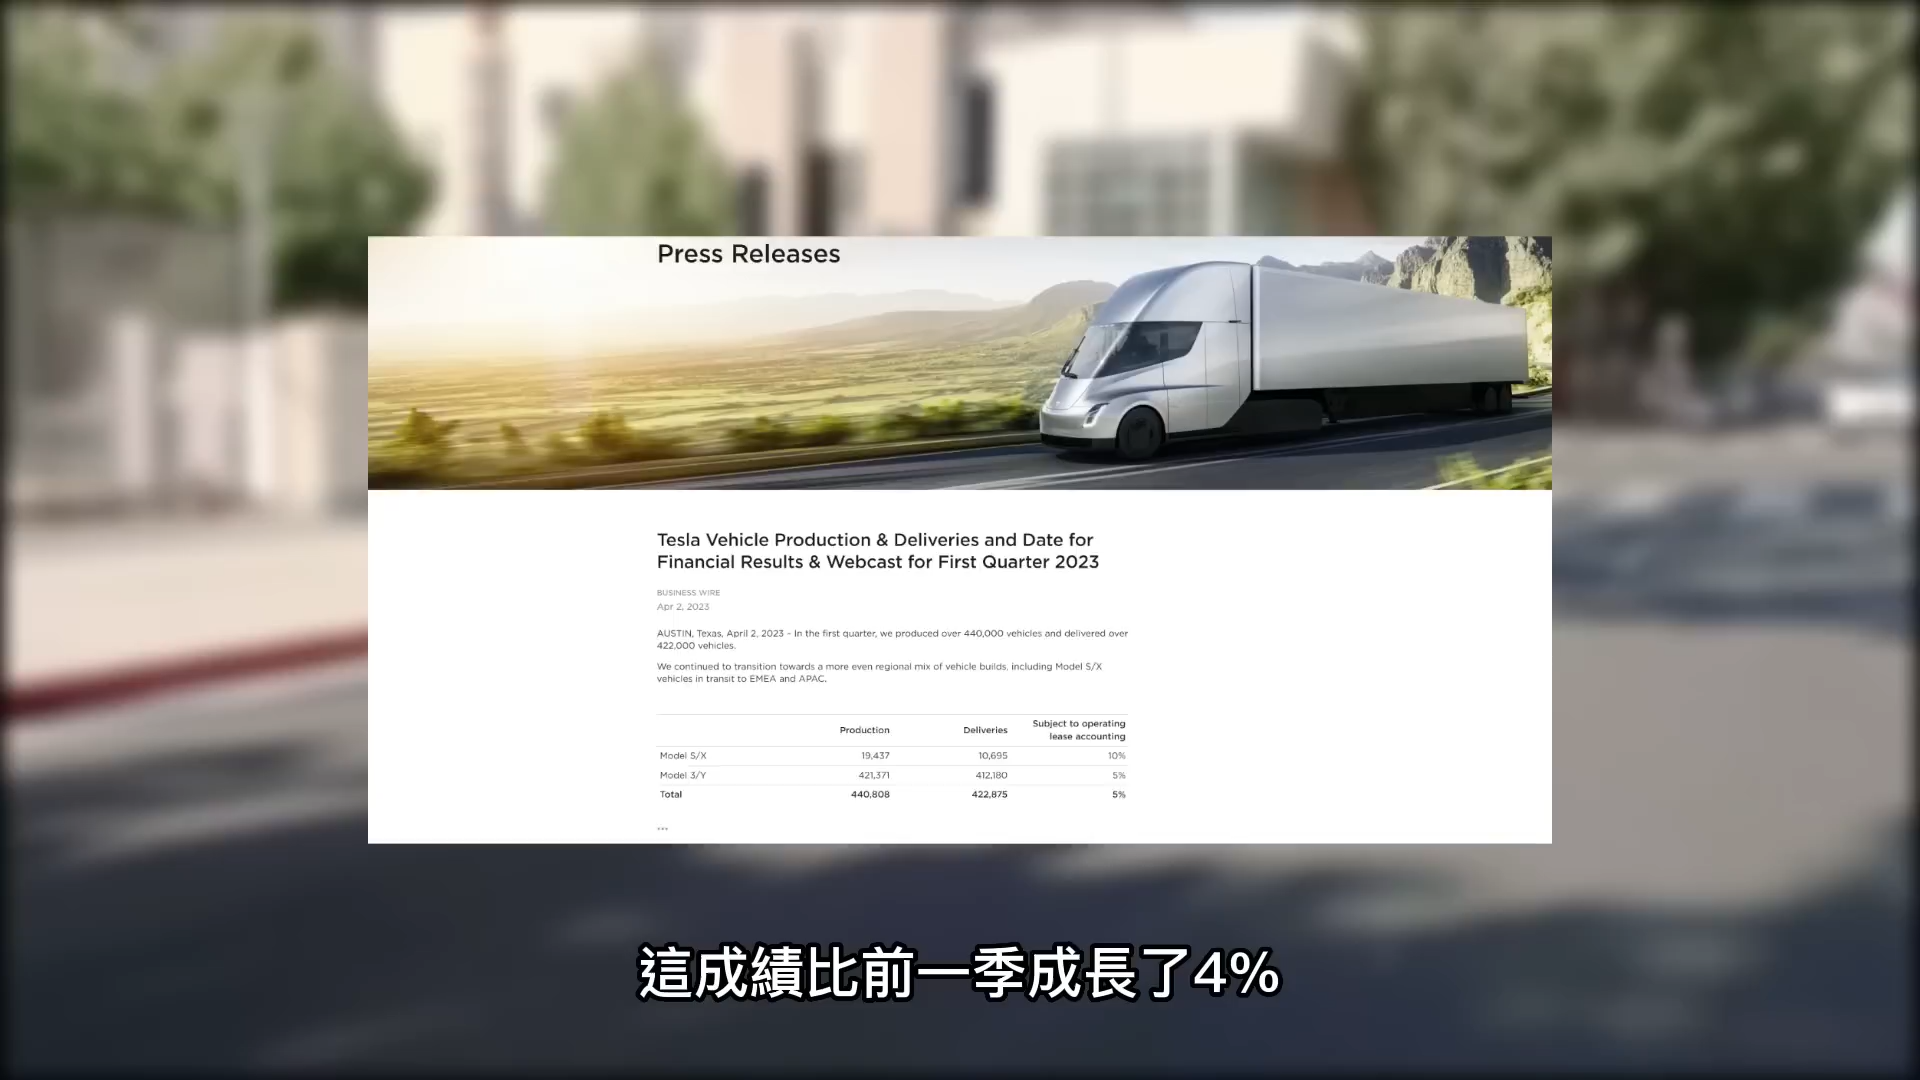 Press Releases
Tesla Vehicle Production & Deliveries and Date for
Financial Results & Webcast for First Quarter 2023
BUSINESS WIRE
Apr 2, 2023
AUSTIN, Texas, April 2, 2023 – In the first quarter, we produced over 440,000 vehicles and delivered over
422,000 vehicles.
We continued to transition towards a more even regional mix of vehicle builds, including Model S/X
vehicles in transit to EMEA and APAC.
Production Deliveries Subject to operating
lease accounting
Model S/X 19,437 10,695 10%
Model 3/Y 421,371 412,180 5%
Total 440,808 422,875 5%
***
這成績比前一季成長了4%